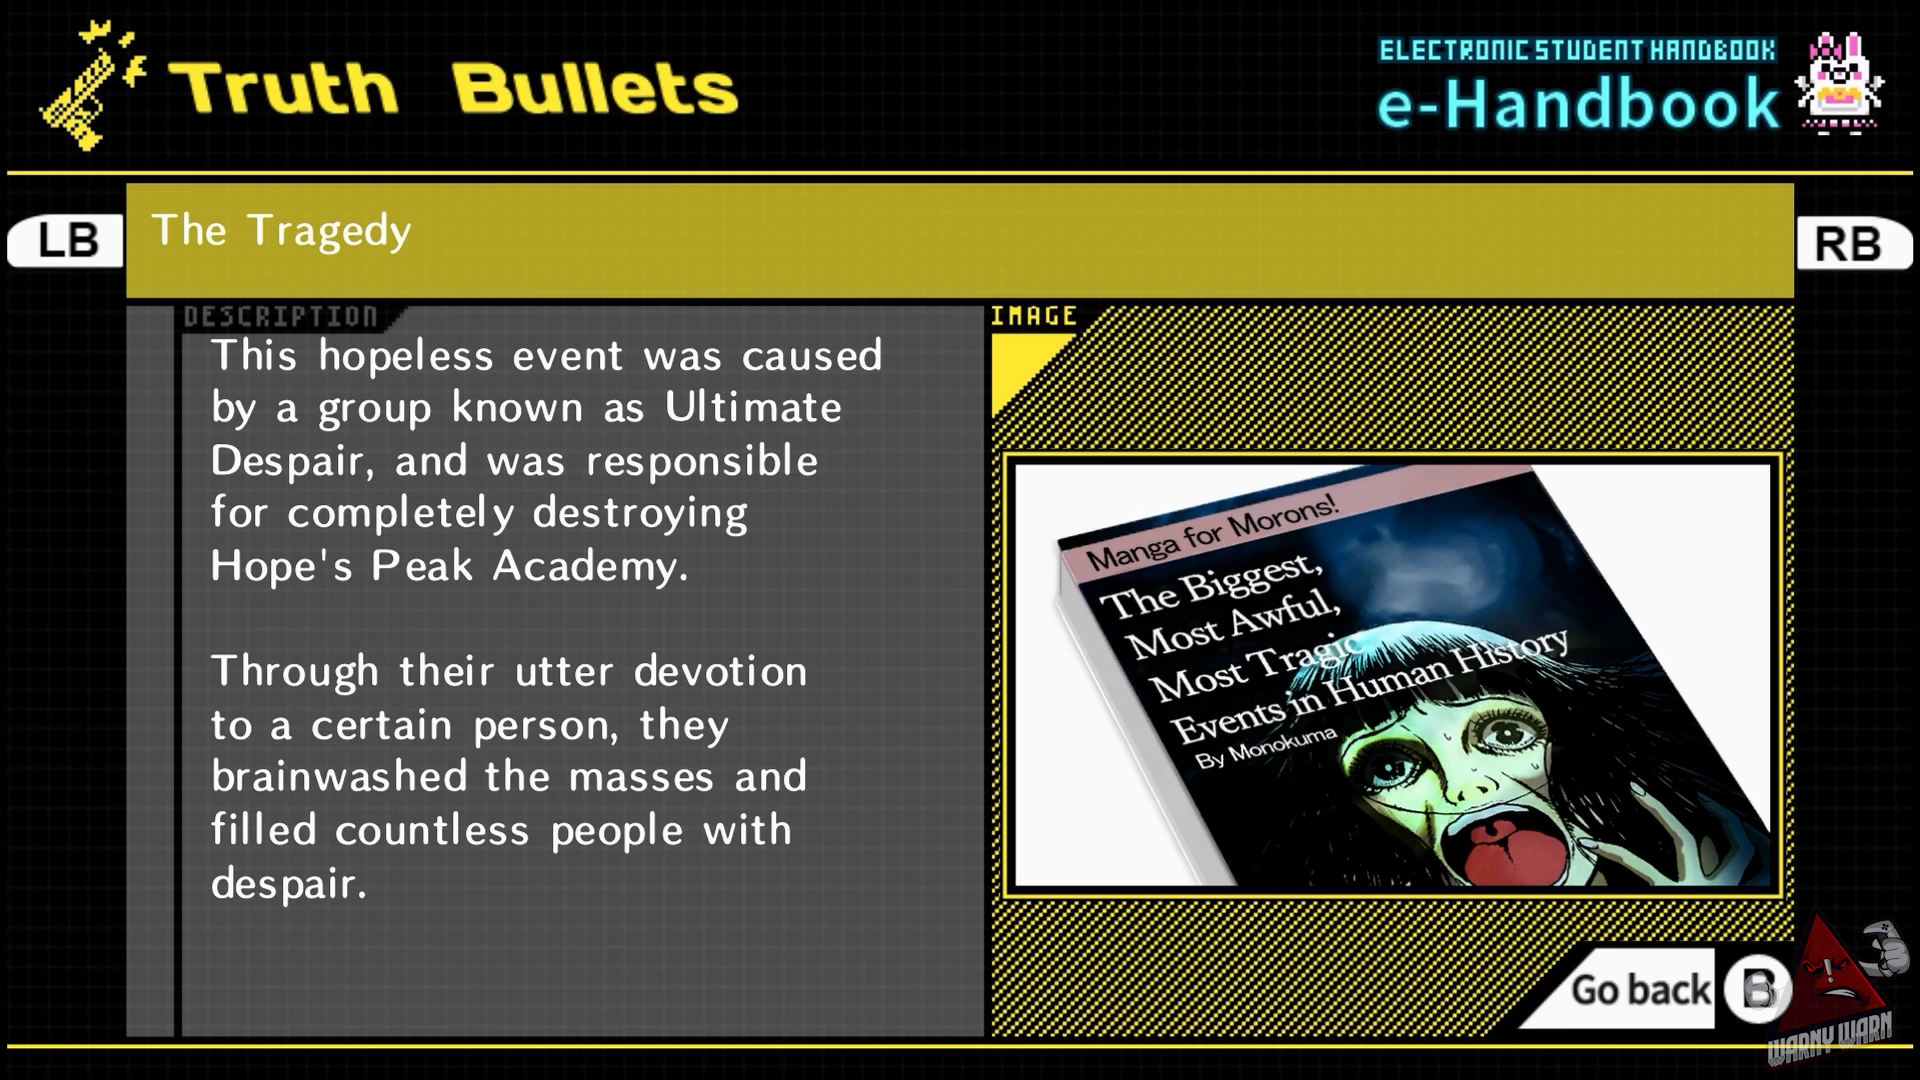 Truth Bullets
ELECTRONIC STUDENT HANDBOOK
e-Handbook
LB
The Tragedy
RB
DESCRIPTION
This hopeless event was caused
by a group known as Ultimate
Despair, and was responsible
for completely destroying
Hope's Peak Academy.
Through their utter devotion
to a certain person, they
brainwashed the masses and
filled countless people with
despair.
IMAGE
Manga for Morons!
The Biggest,
Most Awful,
Most Tragic
Events in Human History
By Monokuma
Go back
B
WARNY WARN